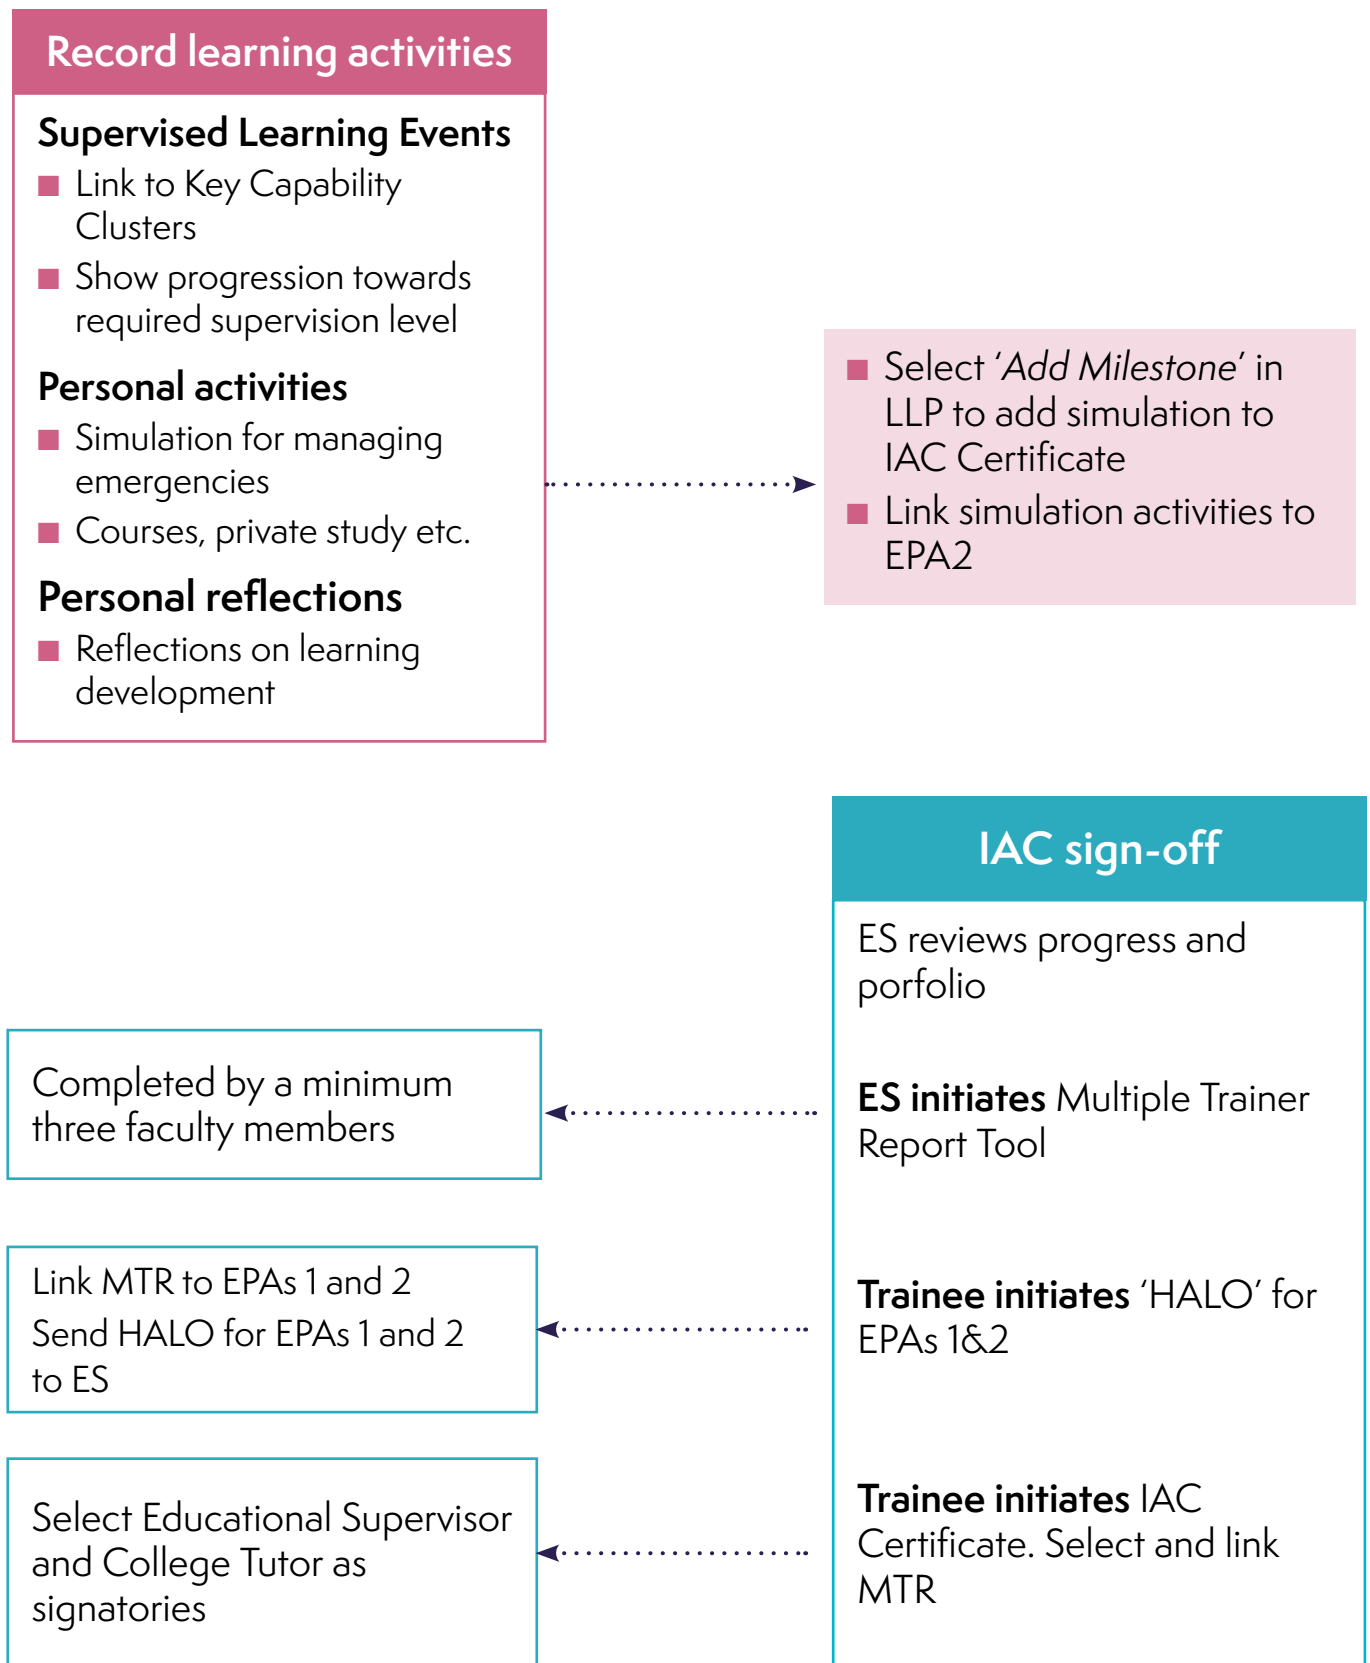 Record learning activities
Supervised Learning Events
Link to Key Capability
Clusters
Show progression towards
required supervision level
Personal activities
Simulation for managing
emergencies
Courses, private study etc.
Personal reflections
Reflections on learning
development
Select ‘Add Milestone’ in
LLP to add simulation to
IAC Certificate
Link simulation activities to
EPA2
IAC sign-off
ES reviews progress and
porfolio
ES initiates Multiple Trainer
Report Tool
Completed by a minimum
three faculty members
Trainee initiates ‘HALO’ for
EPAs 1&2
Link MTR to EPAs 1 and 2
Send HALO for EPAs 1 and 2
to ES
Trainee initiates IAC
Certificate. Select and link
MTR
Select Educational Supervisor
and College Tutor as
signatories